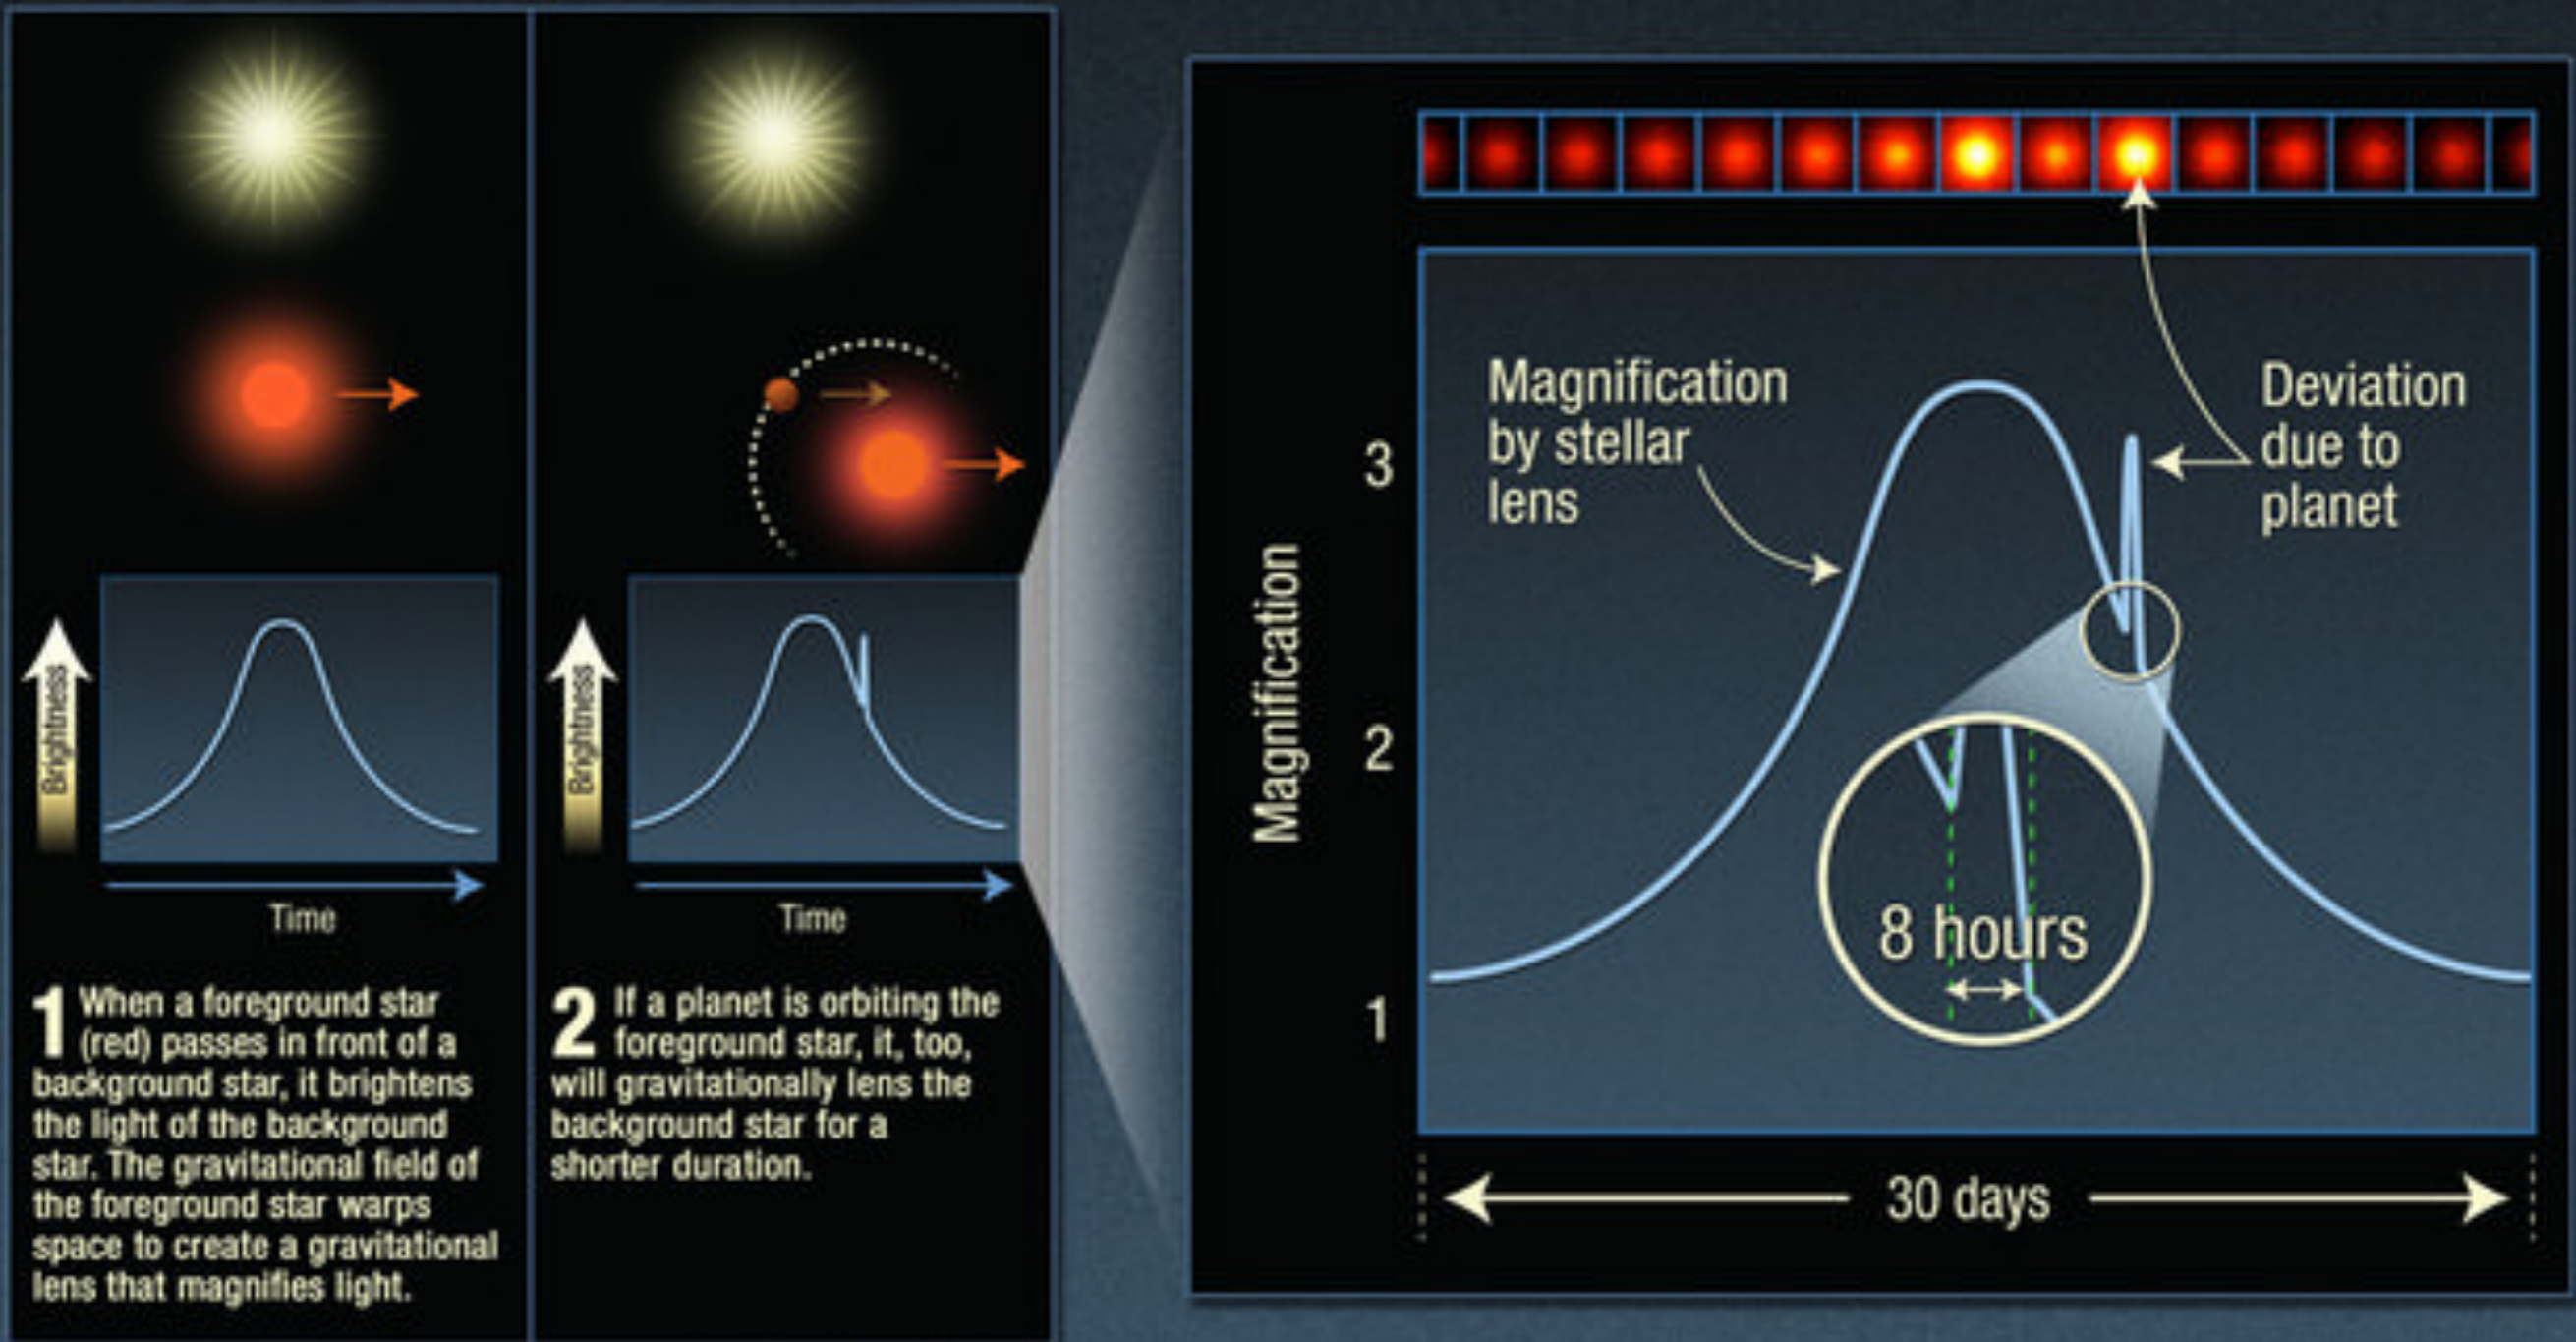 Brightness
Time
1 When a foreground star
(red) passes in front of a
background star, it brightens
the light of the background
star. The gravitational field of
the foreground star warps
space to create a gravitational
lens that magnifies light.
Brightness
Time
2 If a planet is orbiting the
foreground star, it, too,
will gravitationally lens the
background star for a
shorter duration.
Magnification
3
2
1
Magnification
by stellar
lens
Deviation
due to
planet
8 hours
30 days